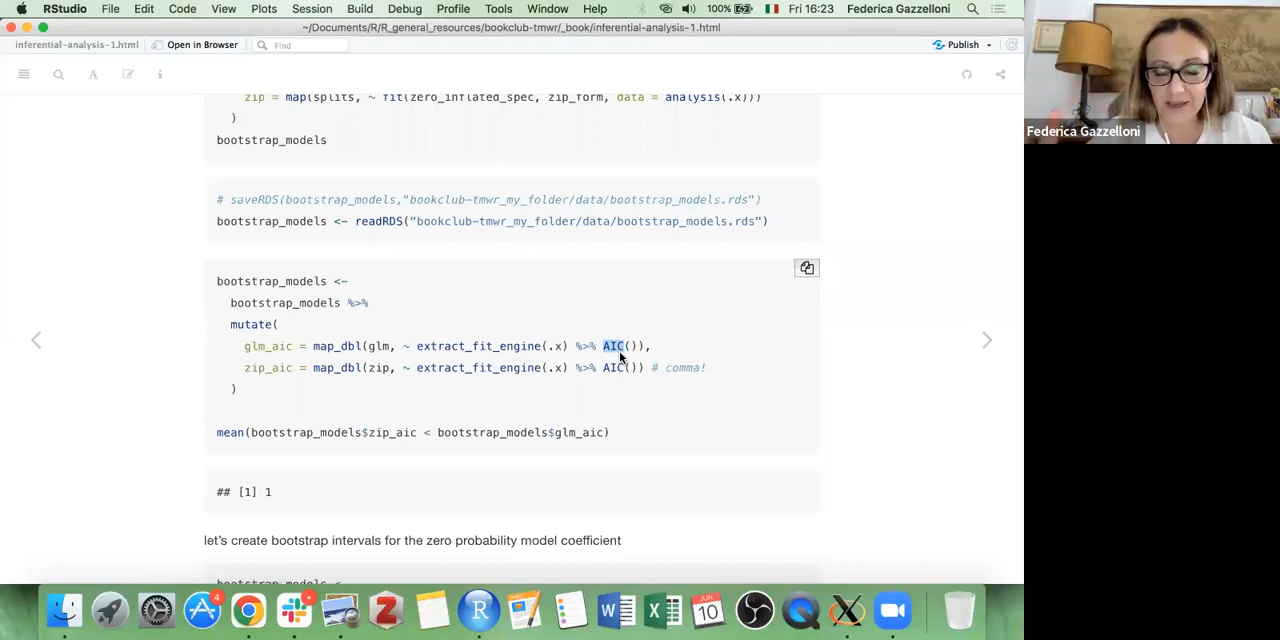 RStudio File Edit Code View Plots Session Build Debug Profile Tools Window Help 100% Fri 16:23 Federica Gazzelloni
~/Documents/R/R_general_resources/bookclub-tmwr/_book/inferential-analysis-1.html
inferential-analysis-1.html Open in Browser Find Publish
zip = map(splits, ~ fit(zero_inflated_spec, zip_form, data = analysis(.x)))
)
bootstrap_models
# saveRDS(bootstrap_models,"bookclub-tmwr_my_folder/data/bootstrap_models.rds")
bootstrap_models <- readRDS("bookclub-tmwr_my_folder/data/bootstrap_models.rds")
bootstrap_models <-
bootstrap_models %>%
mutate(
glm_aic = map_dbl(glm, ~ extract_fit_engine(.x) %>% AIC()),
zip_aic = map_dbl(zip, ~ extract_fit_engine(.x) %>% AIC()) # comma!
)
mean(bootstrap_models$zip_aic < bootstrap_models$glm_aic)
## [1] 1
let's create bootstrap intervals for the zero probability model coefficient
bootstrap_models <-
Federica Gazzelloni
4
JUN
10